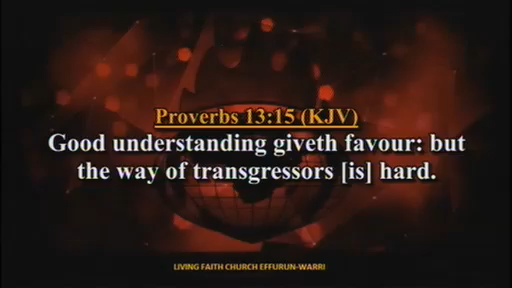 Proverbs 13:15 (KJV)
Good understanding giveth favour: but
the way of transgressors [is] hard.
LIVING FAITH CHURCH EFFURUN-WARRI